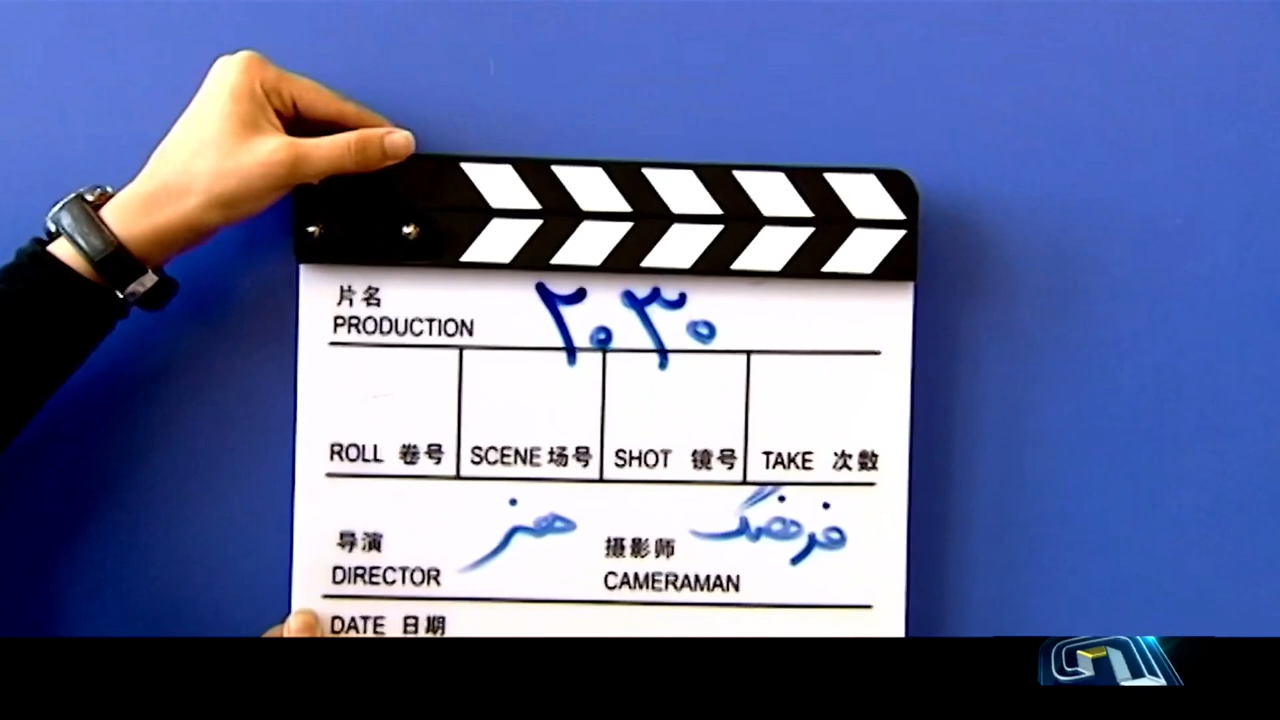 片名
PRODUCTION ۲۰۳۰
ROLL 卷号 SCENE 场号 SHOT 镜号 TAKE 次数
导演 هنر 摄影师 فرهنگ
DIRECTOR CAMERAMAN
DATE 日期